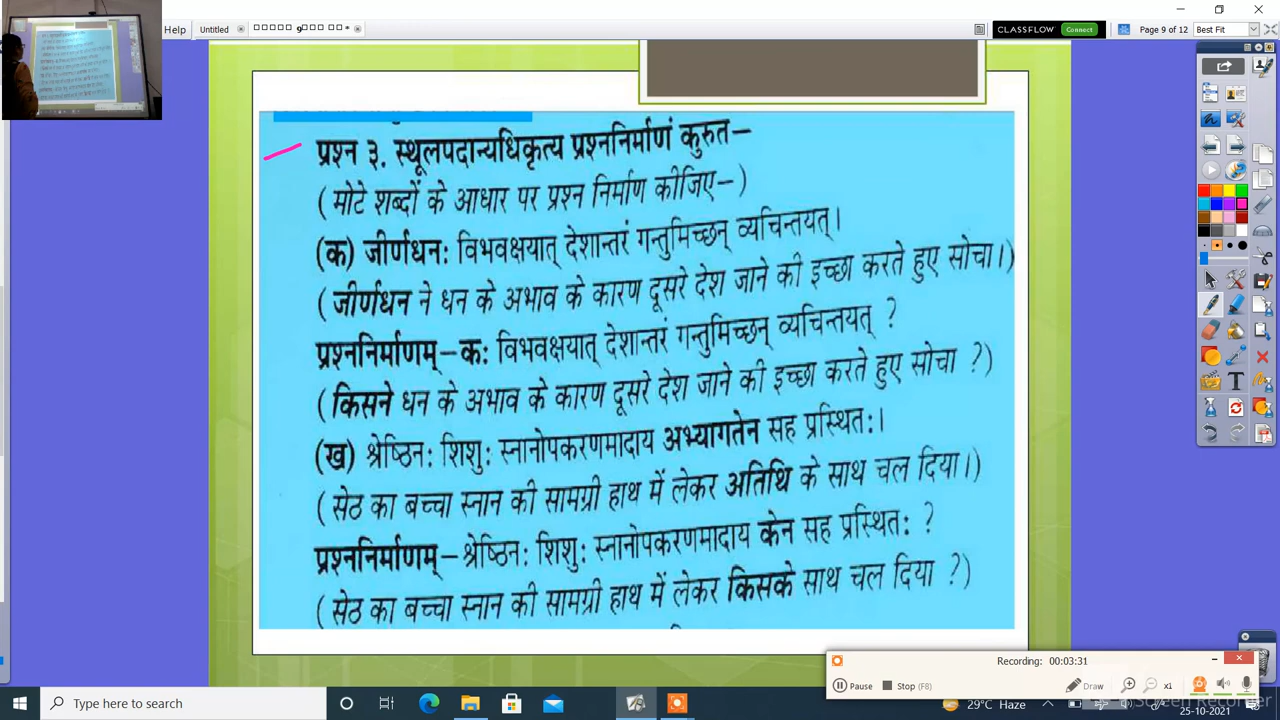 Help
Untitled
CLASSFLOW
Connect
Page 9 of 12
Best Fit
प्रश्न ३. स्थूलपदान्यधिकृत्य प्रश्ननिर्माणं कुरुत–
( मोटे शब्दों के आधार पर प्रश्न निर्माण कीजिए–)
(क) जीर्णधनः विभवक्षयात् देशान्तरं गन्तुमिच्छन् व्यचिन्तयत्।
( जीर्णधन ने धन के अभाव के कारण दूसरे देश जाने की इच्छा करते हुए सोचा।)
प्रश्ननिर्माणम्–कः विभवक्षयात् देशान्तरं गन्तुमिच्छन् व्यचिन्तयत् ?
( किसने धन के अभाव के कारण दूसरे देश जाने की इच्छा करते हुए सोचा ?)
(ख) श्रेष्ठिनः शिशुः स्नानोपकरणमादाय अभ्यागतेन सह प्रस्थितः।
( सेठ का बच्चा स्नान की सामग्री हाथ में लेकर अतिथि के साथ चल दिया।)
प्रश्ननिर्माणम्–श्रेष्ठिनः शिशुः स्नानोपकरणमादाय केन सह प्रस्थितः ?
( सेठ का बच्चा स्नान की सामग्री हाथ में लेकर किसके साथ चल दिया ?)
Recording: 00:03:31
Pause
Stop (F8)
x1
Draw
Type here to search
29°C Haze
25-10-2021